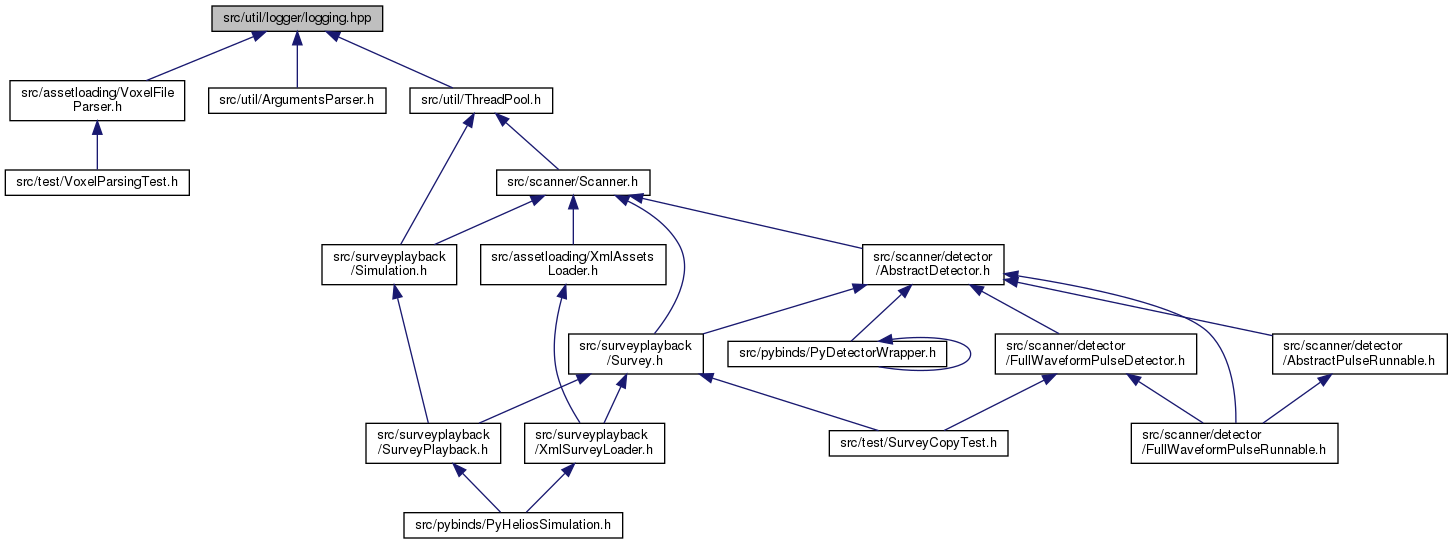 src/util/logger/logging.hpp
src/assetloading/VoxelFile
Parser.h
src/util/ArgumentsParser.h
src/util/ThreadPool.h
src/test/VoxelParsingTest.h
src/scanner/Scanner.h
src/surveyplayback
/Simulation.h
src/assetloading/XmlAssets
Loader.h
src/scanner/detector
/AbstractDetector.h
src/surveyplayback
/Survey.h
src/pybinds/PyDetectorWrapper.h
src/scanner/detector
/FullWaveformPulseDetector.h
src/scanner/detector
/AbstractPulseRunnable.h
src/surveyplayback
/SurveyPlayback.h
src/surveyplayback
/XmlSurveyLoader.h
src/test/SurveyCopyTest.h
src/scanner/detector
/FullWaveformPulseRunnable.h
src/pybinds/PyHeliosSimulation.h